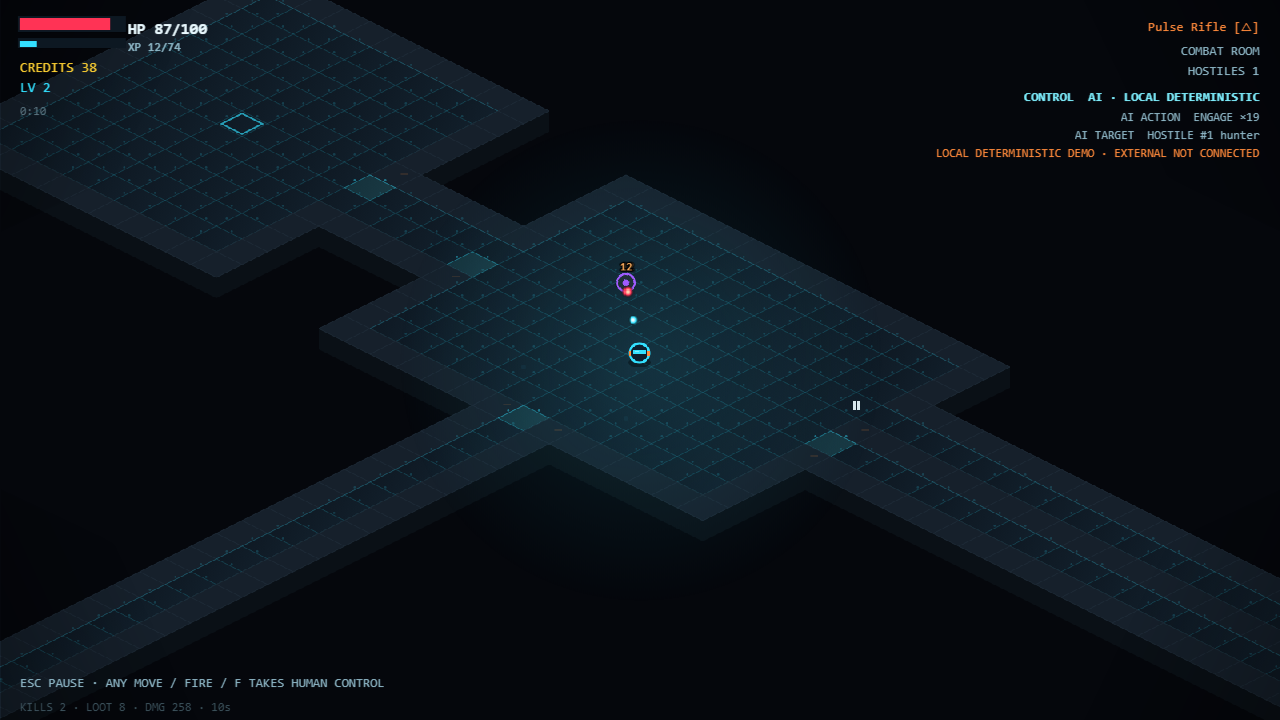 HP 87/100
XP 12/74
CREDITS 38
LV 2
0:10
Pulse Rifle [△]
COMBAT ROOM
HOSTILES 1
CONTROL  AI · LOCAL DETERMINISTIC
AI ACTION  ENGAGE ×19
AI TARGET  HOSTILE #1 hunter
LOCAL DETERMINISTIC DEMO · EXTERNAL NOT CONNECTED
12
ESC PAUSE · ANY MOVE / FIRE / F TAKES HUMAN CONTROL
KILLS 2 · LOOT 8 · DMG 258 · 10s